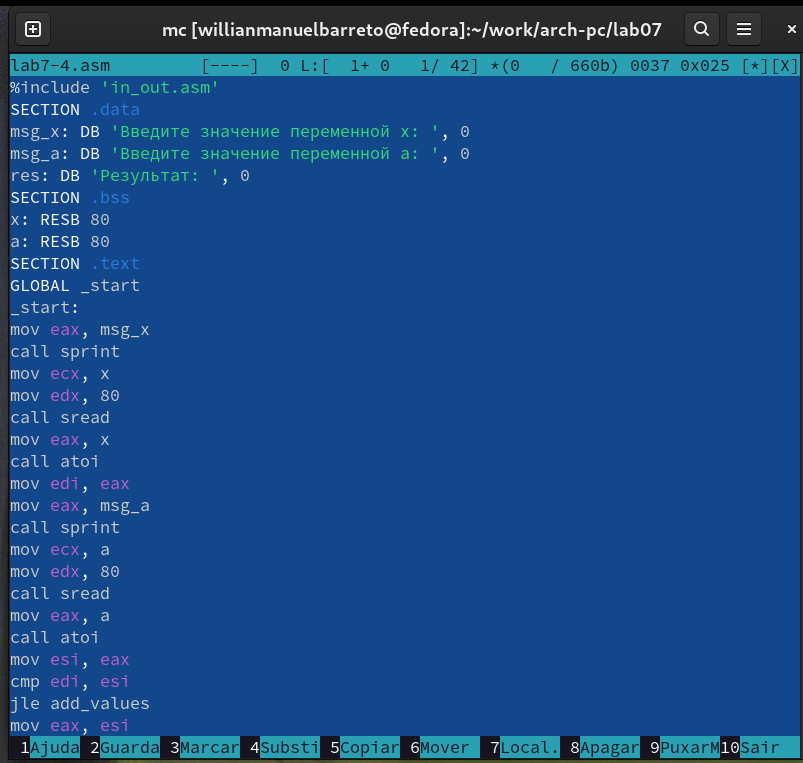 mc [willianmanuelbarreto@fedora]:~/work/arch-pc/lab07
lab7-4.asm [----] 0 L:[ 1+ 0 1/ 42] *(0 / 660b) 0037 0x025 [*][X]
%include 'in_out.asm'
SECTION .data
msg_x: DB 'Введите значение переменной x: ', 0
msg_a: DB 'Введите значение переменной a: ', 0
res: DB 'Результат: ', 0
SECTION .bss
x: RESB 80
a: RESB 80
SECTION .text
GLOBAL _start
_start:
mov eax, msg_x
call sprint
mov ecx, x
mov edx, 80
call sread
mov eax, x
call atoi
mov edi, eax
mov eax, msg_a
call sprint
mov ecx, a
mov edx, 80
call sread
mov eax, a
call atoi
mov esi, eax
cmp edi, esi
jle add_values
mov eax, esi
1Ajuda 2Guarda 3Marcar 4Substi 5Copiar 6Mover 7Local. 8Apagar 9PuxarM 10Sair